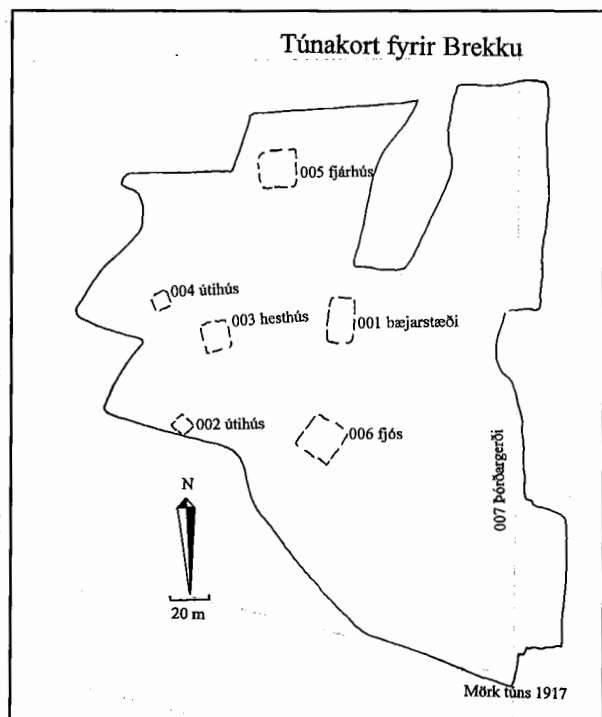 Túnakort fyrir Brekku
005 fjárhús
004 útihús
003 hesthús
001 bæjarstæði
002 útihús
006 fjós
007 Þórðargerði
N
20 m
Mörk túns 1917